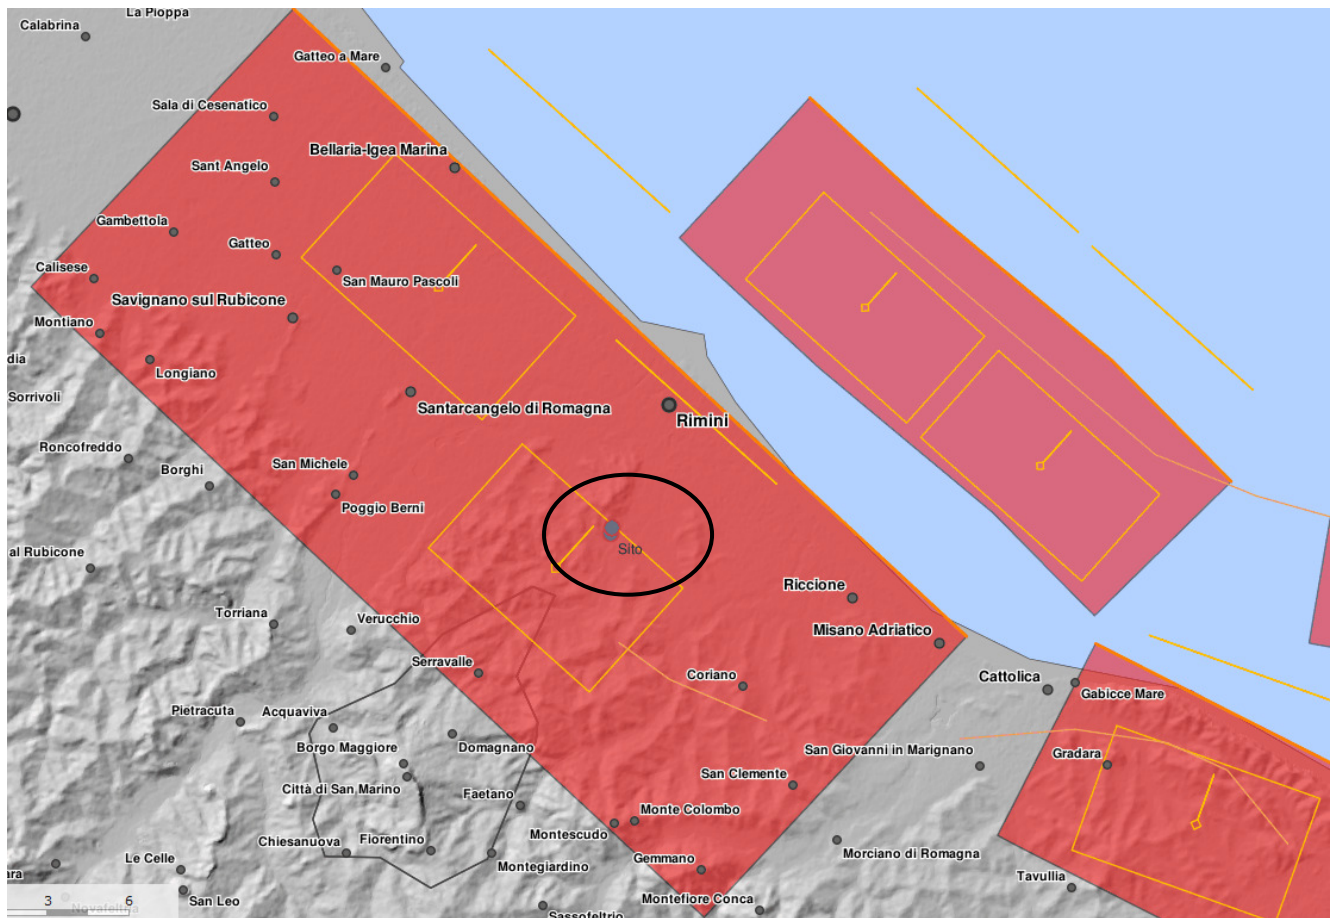 La Pioppa
Calabrina
Gatteo a Mare
Sala di Cesenatico
Bellaria-Igea Marina
Sant Angelo
Gambettola
Gatteo
Calisese
San Mauro Pascoli
Savignano sul Rubicone
Montiano
dia
Longiano
Sorrivoli
Santarcangelo di Romagna
Rimini
Roncofreddo
San Michele
Borghi
Poggio Berni
al Rubicone
Sito
Riccione
Torriana
Verucchio
Misano Adriatico
Serravalle
Coriano
Cattolica
Gabicce Mare
Pietracuta
Acquaviva
Borgo Maggiore
Domagnano
San Giovanni in Marignano
Gradara
San Clemente
Città di San Marino
Faetano
Monte Colombo
Montescudo
Chiesanuova
Fiorentino
Le Celle
Gemmano
Morciano di Romagna
Montegiardino
ara
Tavullia
San Leo
Montefiore Conca
3 6
Novafeltria
Sassofeltrio